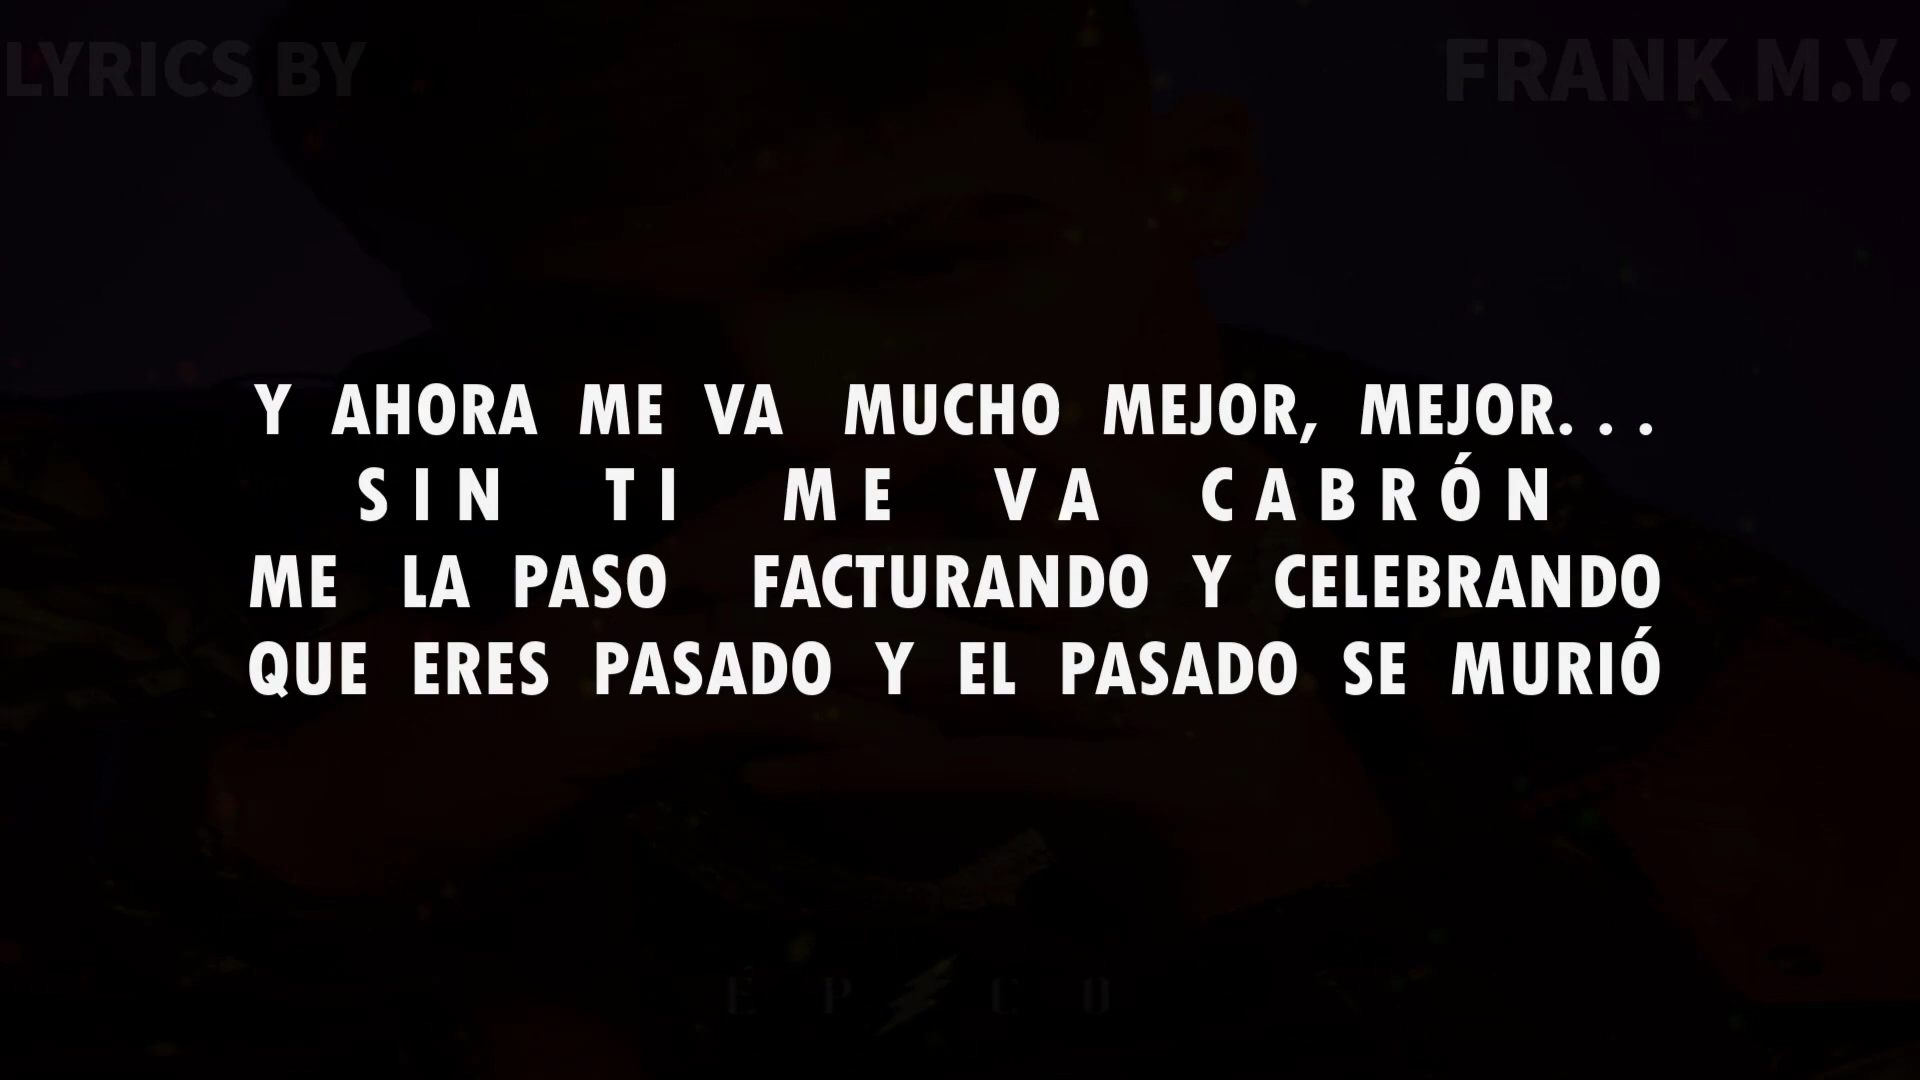 LYRICS BY
FRANK M.Y.
Y AHORA ME VA MUCHO MEJOR, MEJOR...
SIN TI ME VA CABRÓN
ME LA PASO FACTURANDO Y CELEBRANDO
QUE ERES PASADO Y EL PASADO SE MURIÓ
ÉPCO